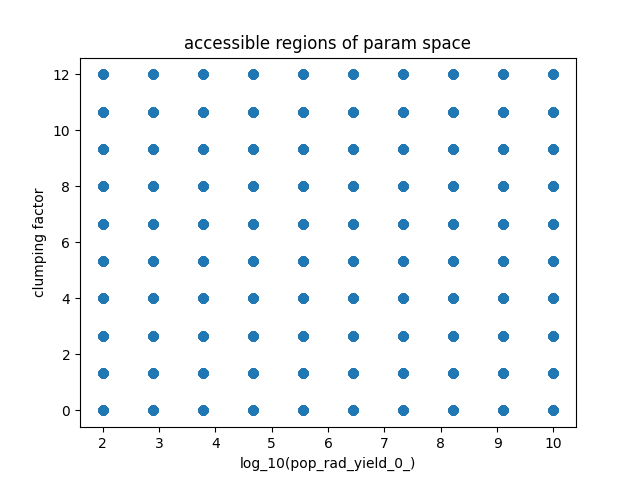 accessible regions of param space
12
10
8
6
4
2
0
clumping factor
2 3 4 5 6 7 8 9 10
log_10(pop_rad_yield_0_)